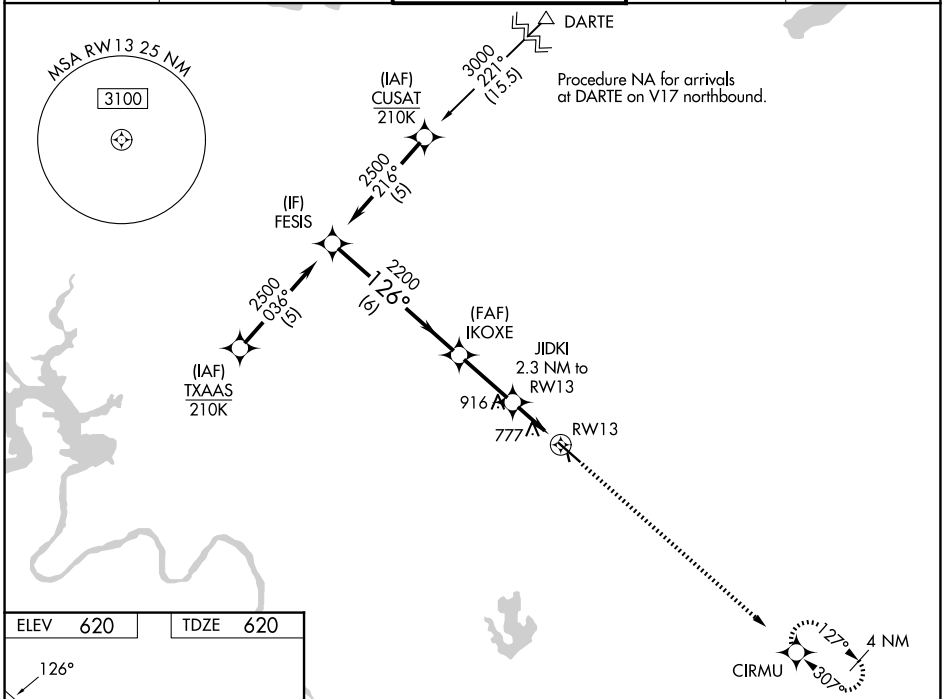 DARTE
3000
221°
(15.5)
Procedure NA for arrivals
at DARTE on V17 northbound.
MSA RW13 25 NM
3100
(IAF)
CUSAT
210K
2500
216°
(5)
(IF)
FESIS
2200
126°
(6)
2500
036°
(5)
(IAF)
TXAAS
210K
(FAF)
IKOXE
JIDKI
2.3 NM to
RW13
916
777
RW13
ELEV 620
TDZE 620
126°
127°
4 NM
307°
CIRMU